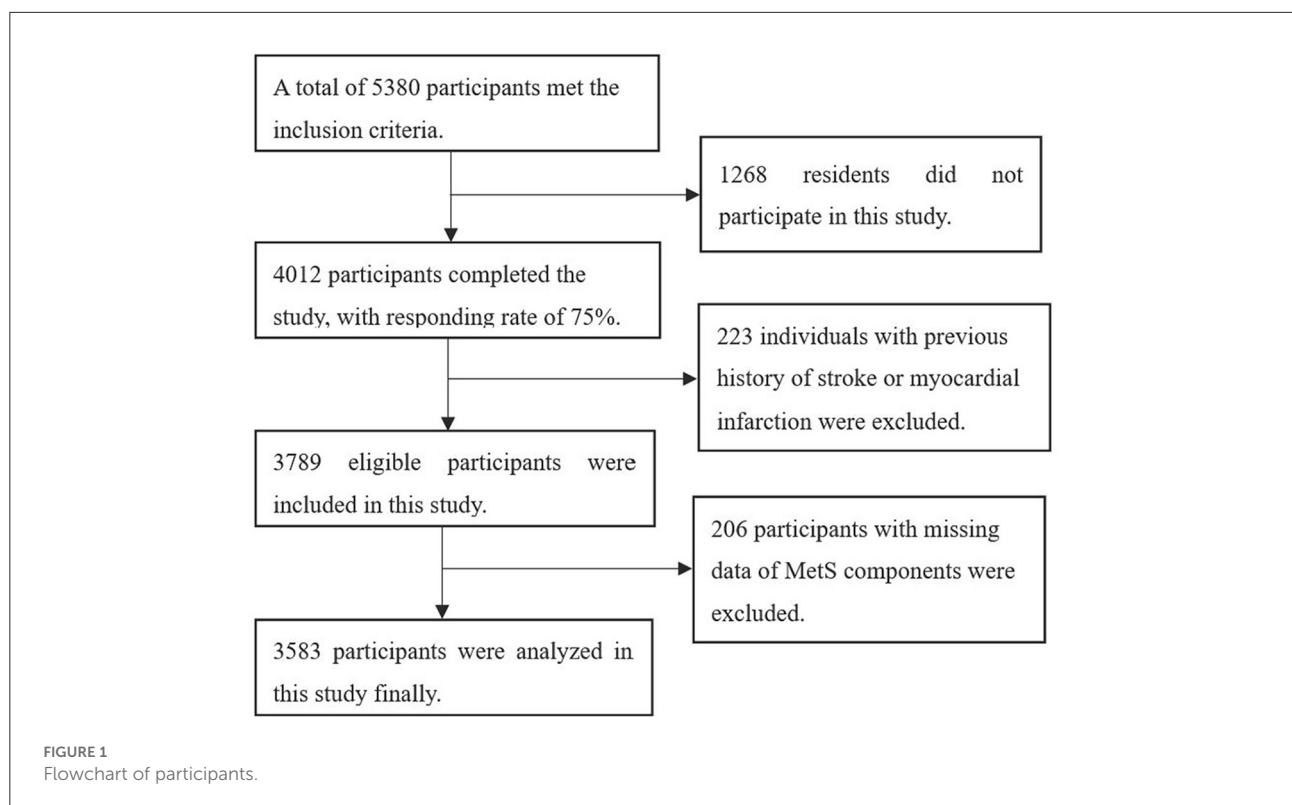 A total of 5380 participants met the
inclusion criteria.
1268 residents did not
participate in this study.
4012 participants completed the
study, with responding rate of 75%.
223 individuals with previous
history of stroke or myocardial
infarction were excluded.
3789 eligible participants were
included in this study.
206 participants with missing
data of MetS components were
excluded.
3583 participants were analyzed in
this study finally.
FIGURE 1
Flowchart of participants.